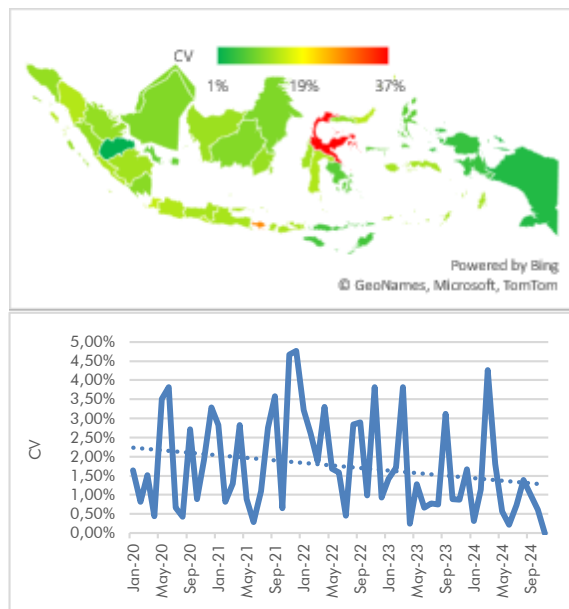 CV
1% 19% 37%
Powered by Bing
© GeoNames, Microsoft, TomTom
5,00%
4,50%
4,00%
3,50%
3,00%
2,50%
2,00%
1,50%
1,00%
0,50%
0,00%
CV
Jan-20
May-20
Sep-20
Jan-21
May-21
Sep-21
Jan-22
May-22
Sep-22
Jan-23
May-23
Sep-23
Jan-24
May-24
Sep-24